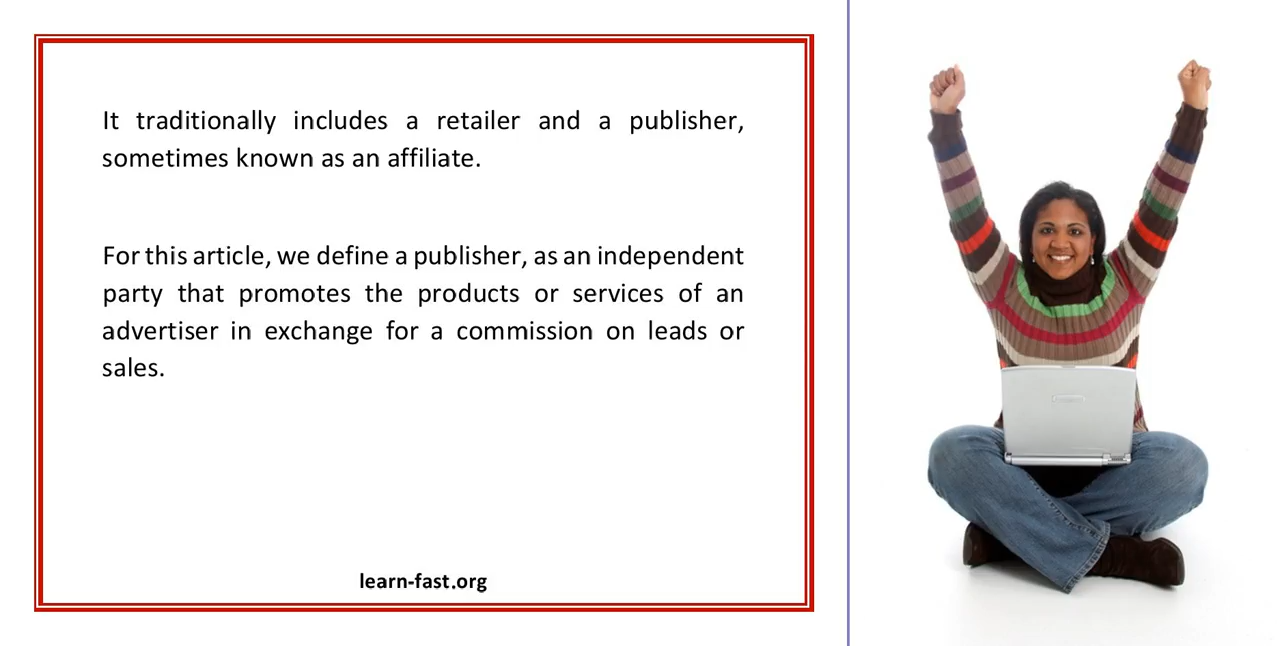 It traditionally includes a retailer and a publisher,
sometimes known as an affiliate.
For this article, we define a publisher, as an independent
party that promotes the products or services of an
advertiser in exchange for a commission on leads or
sales.
learn-fast.org